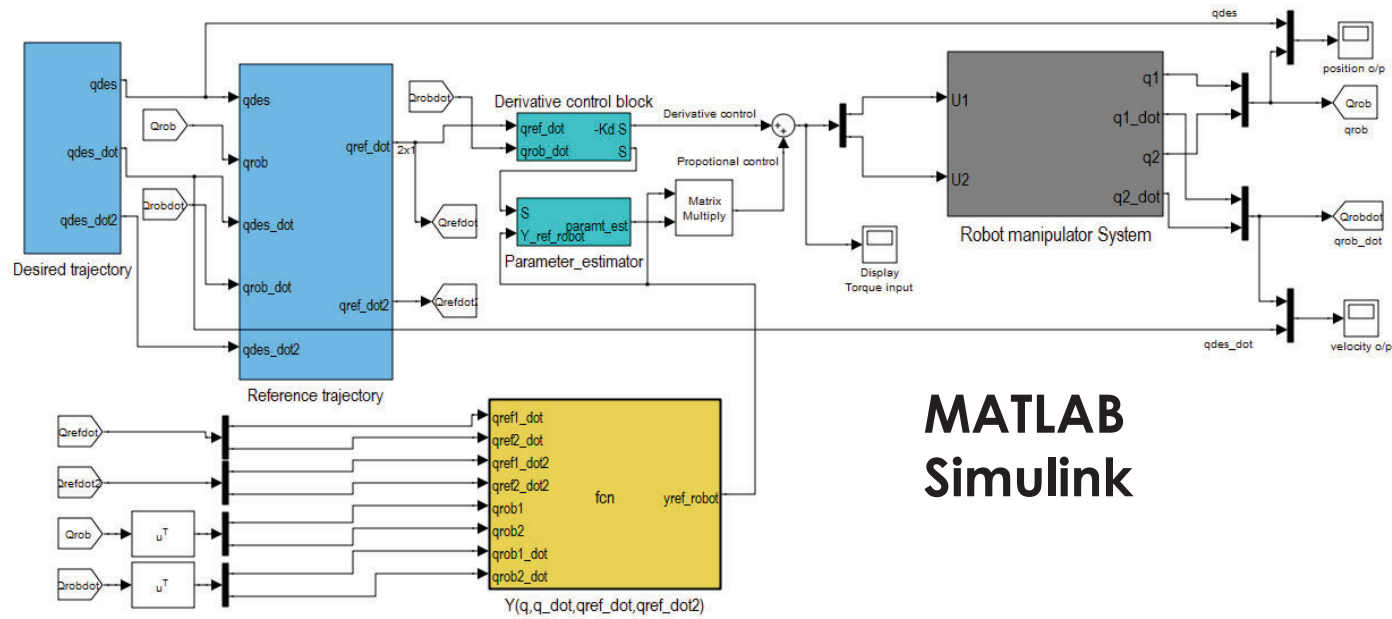 qdes
qdes
qdes_dot
qdes_dot2
Desired trajectory
Qrob
Qrobdot
qdes
qrob
qdes_dot
qrob_dot
qdes_dot2
qref_dot
2x1
qref_dot2
Reference trajectory
Qrefdot
Qrefdot2
Qrobdot
Derivative control block
qref_dot
-Kd S
qrob_dot
S
S
Y_ref_robot
paramt_est
Parameter_estimator
Derivative control
Propotional control
Matrix
Multiply
Display
Torque input
U1
U2
q1
q1_dot
q2
q2_dot
Robot manipulator System
position o/p
Qrob
qrob
Qrobdot
qrob_dot
qdes_dot
velocity o/p
Qrefdot
Qrefdot2
Qrob
uT
Qrobdot
uT
qref1_dot
qref2_dot
qref1_dot2
qref2_dot2
qrob1
qrob2
qrob1_dot
qrob2_dot
fcn
yref_robot
Y(q,q_dot,qref_dot,qref_dot2)
MATLAB
Simulink